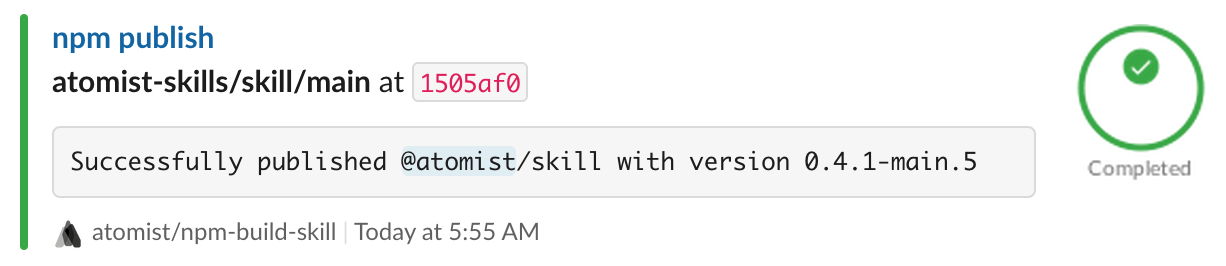 npm publish
atomist-skills/skill/main at 1505af0
Successfully published @atomist/skill with version 0.4.1-main.5
Completed
atomist/npm-build-skill | Today at 5:55 AM